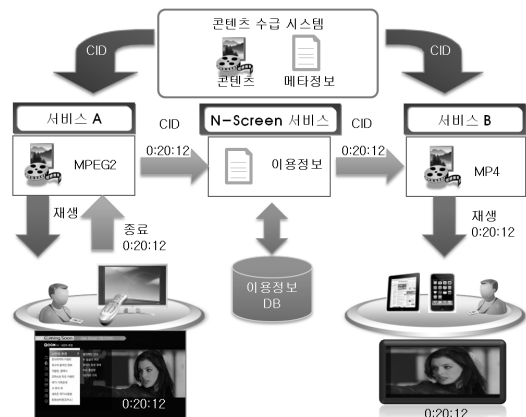 콘텐츠 수급 시스템
CID
CID
콘텐츠
메타정보
서비스 A
CID
N-Screen 서비스
CID
서비스 B
MPEG2
0:20:12
이용정보
0:20:12
MP4
재생
종료
0:20:12
재생
0:20:12
이용정보
DB
Coming Soon
0:20:12
0:20:12